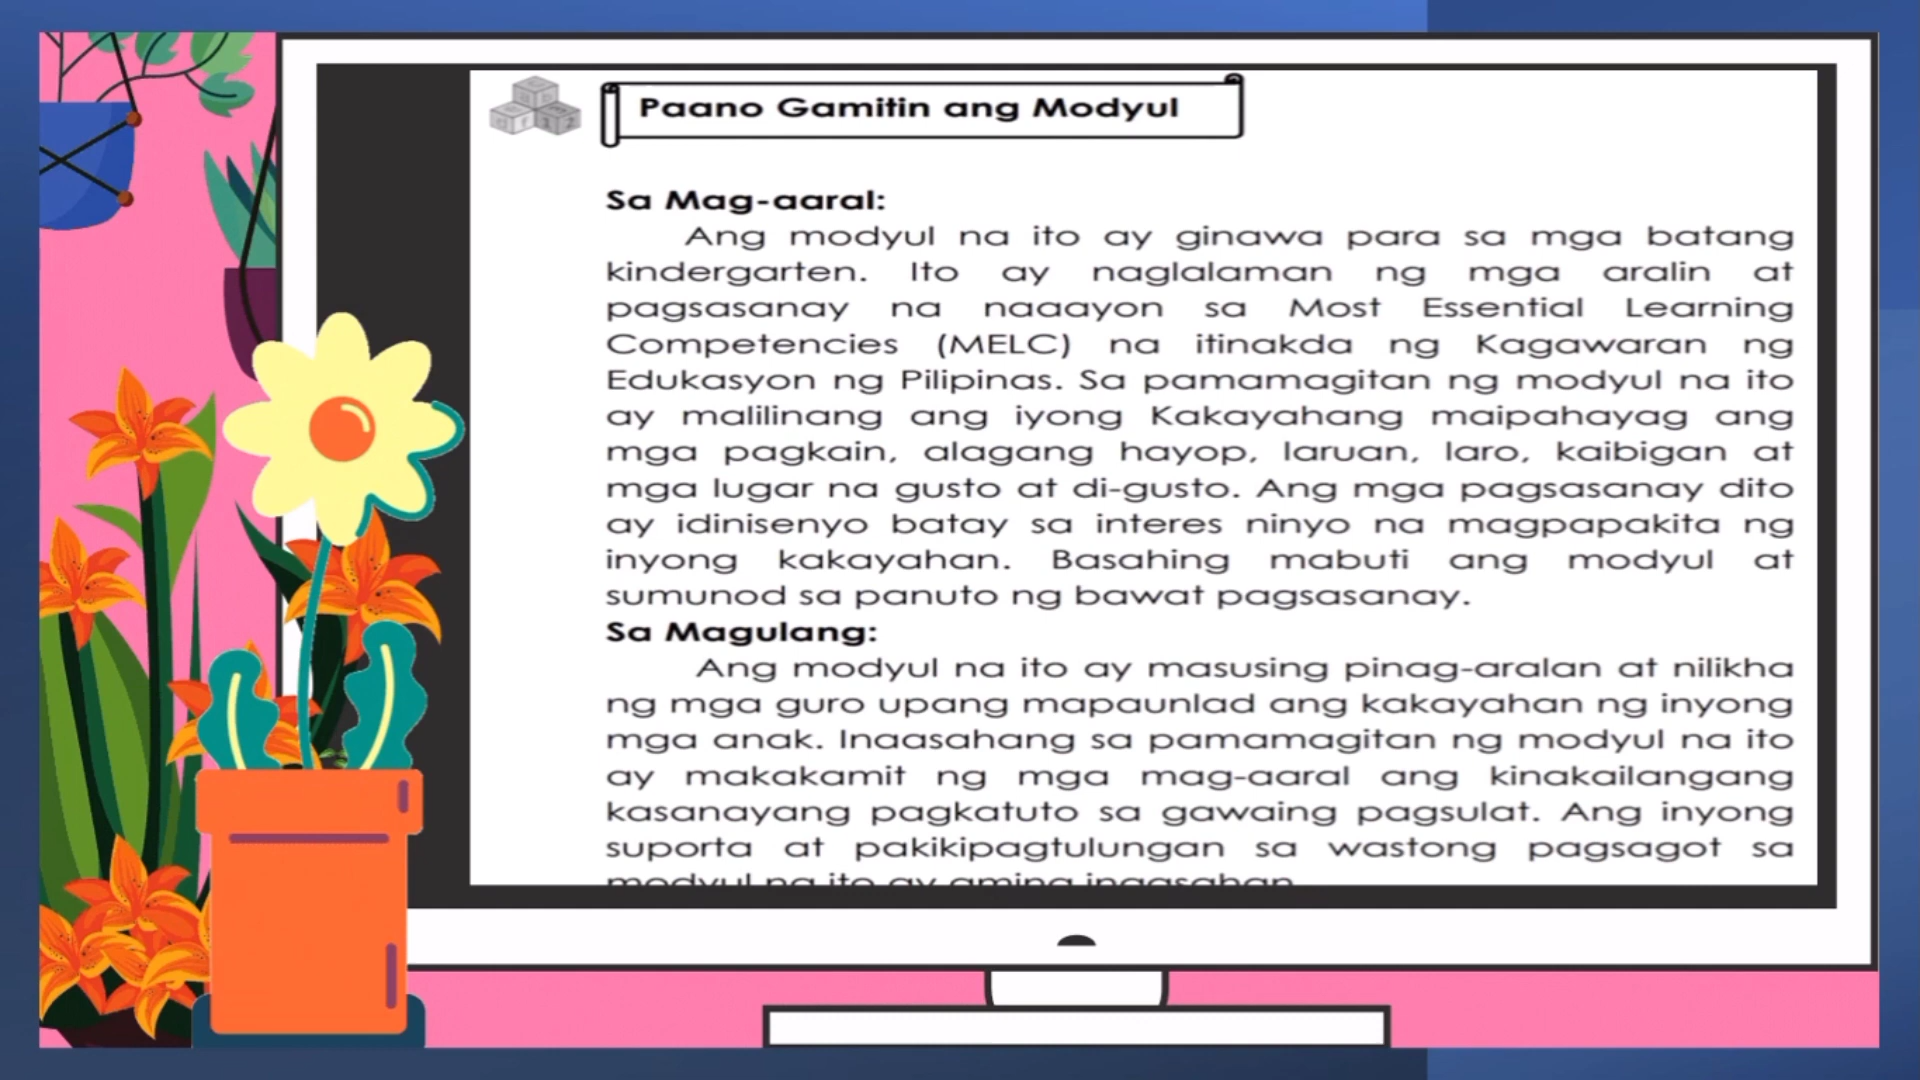 Paano Gamitin ang Modyul
Sa Mag-aaral:
Ang modyul na ito ay ginawa para sa mga batang
kindergarten. Ito ay naglalaman ng mga aralin at
pagsasanay na naaayon sa Most Essential Learning
Competencies (MELC) na itinakda ng Kagawaran ng
Edukasyon ng Pilipinas. Sa pamamagitan ng modyul na ito
ay malilinang ang iyong Kakayahang maipahayag ang
mga pagkain, alagang hayop, laruan, laro, kaibigan at
mga lugar na gusto at di-gusto. Ang mga pagsasanay dito
ay idinisenyo batay sa interes ninyo na magpapakita ng
inyong kakayahan. Basahing mabuti ang modyul at
sumunod sa panuto ng bawat pagsasanay.
Sa Magulang:
Ang modyul na ito ay masusing pinag-aralan at nilikha
ng mga guro upang mapaunlad ang kakayahan ng inyong
mga anak. Inaasahang sa pamamagitan ng modyul na ito
ay makakamit ng mga mag-aaral ang kinakailangang
kasanayang pagkatuto sa gawaing pagsulat. Ang inyong
suporta at pakikipagtulungan sa wastong pagsagot sa
modyul na ito ay aming inaasahan.